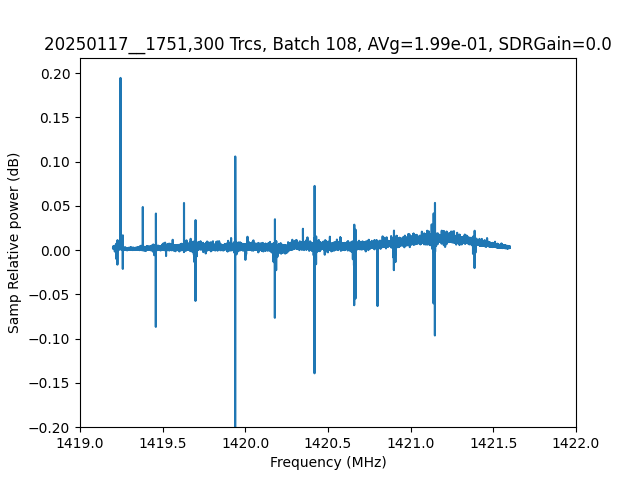 20250117__1751,300 Trcs, Batch 108, AVg=1.99e-01, SDRGain=0.0
0.20
0.15
0.10
0.05
0.00
−0.05
−0.10
−0.15
−0.20
Samp Relative power (dB)
1419.0 1419.5 1420.0 1420.5 1421.0 1421.5 1422.0
Frequency (MHz)